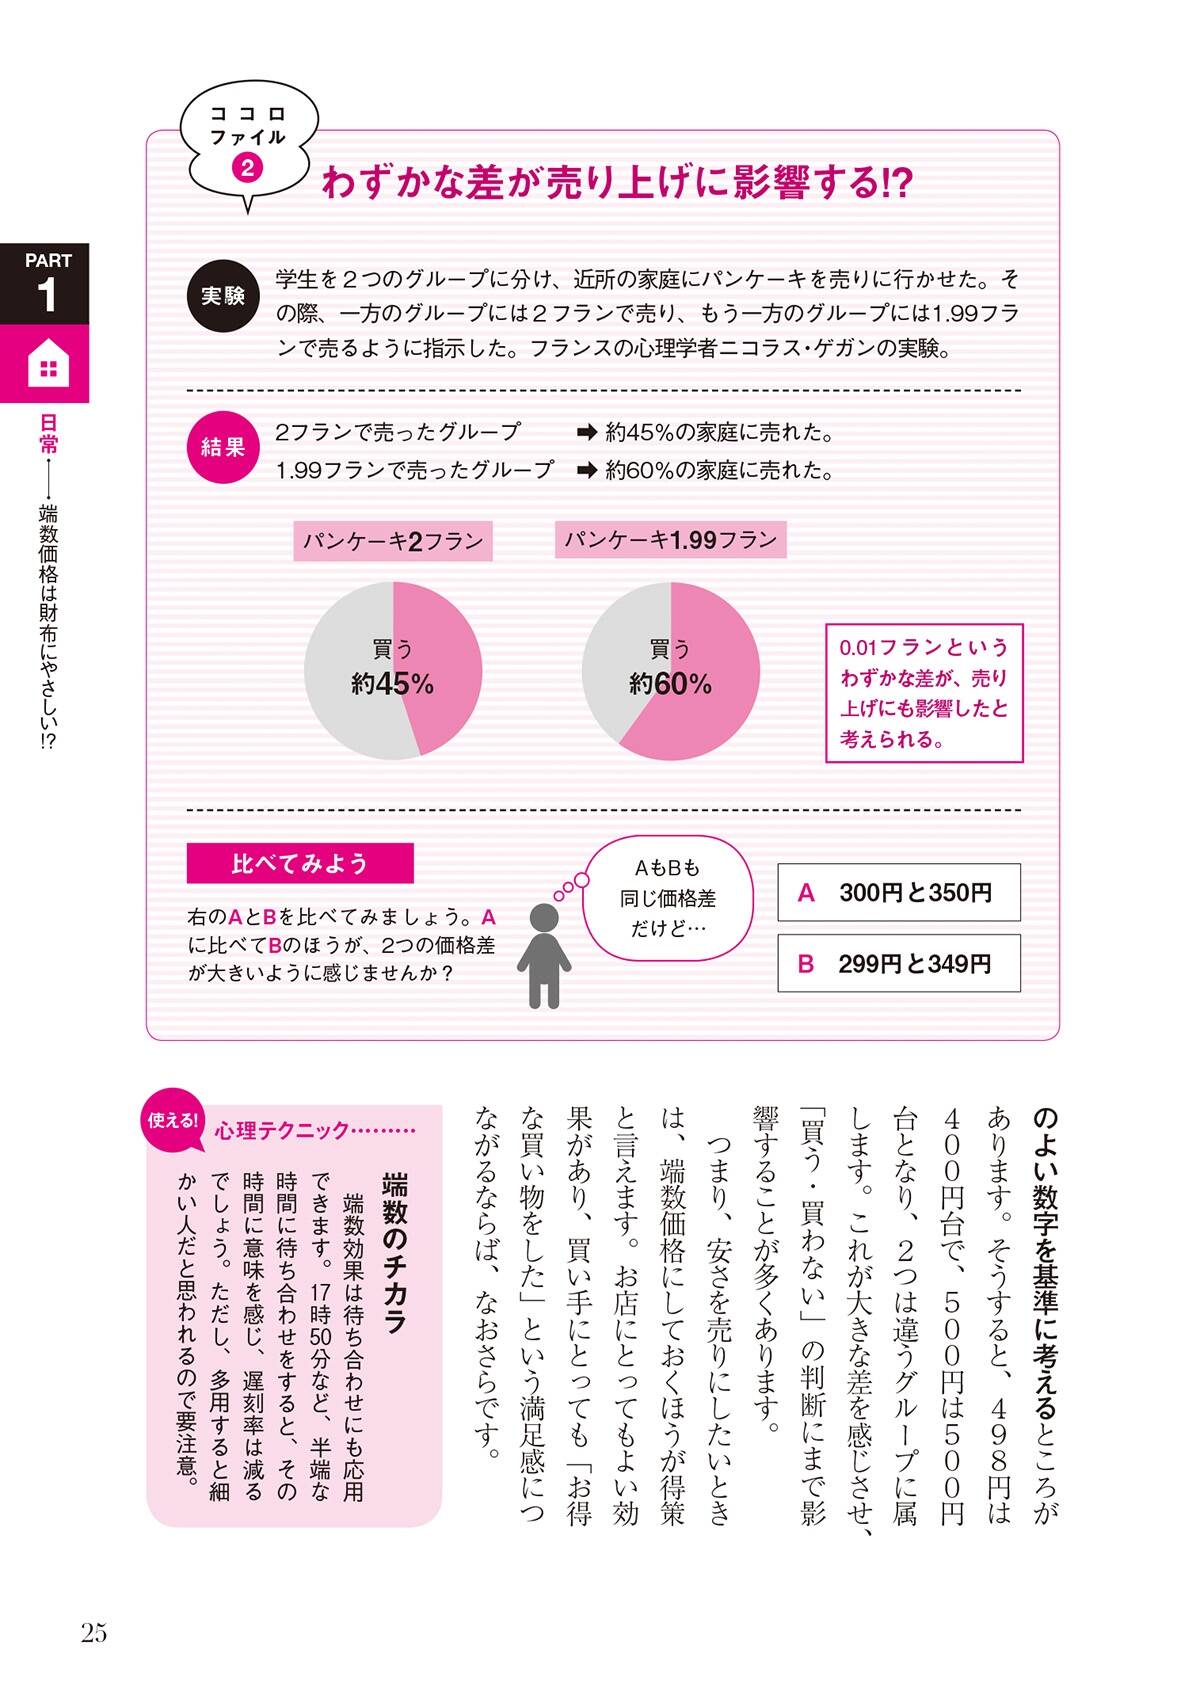 ココロ
ファイル
2
わずかな差が売り上げに影響する!?
PART
1
日常――端数価格は財布にやさしい!?
実験
学生を2つのグループに分け、近所の家庭にパンケーキを売りに行かせた。そ
の際、一方のグループには2フランで売り、もう一方のグループには1.99フラ
ンで売るように指示した。フランスの心理学者ニコラス・ゲガンの実験。
結果
2フランで売ったグループ ➡ 約45%の家庭に売れた。
1.99フランで売ったグループ ➡ 約60%の家庭に売れた。
パンケーキ2フラン
買う
約45%
パンケーキ1.99フラン
買う
約60%
0.01フランという
わずかな差が、売り
上げにも影響したと
考えられる。
比べてみよう
右のAとBを比べてみましょう。A
に比べてBのほうが、2つの価格差
が大きいように感じませんか?
AもBも
同じ価格差
だけど…
A 300円と350円
B 299円と349円
のよい数字を基準に考えるところが
あります。そうすると、498円は
400円台で、500円は500円
台となり、2つは違うグループに属
します。これが大きな差を感じさせ、
「買う・買わない」の判断にまで影
響することが多くあります。
つまり、安さを売りにしたいとき
は、端数価格にしておくほうが得策
と言えます。お店にとってもよい効
果があり、買い手にとっても「お得
な買い物をした」という満足感につ
ながるならば、なおさらです。
使える!
心理テクニック………
端数のチカラ
端数効果は待ち合わせにも応用
できます。17時50分など、半端な
時間に待ち合わせをすると、その
時間に意味を感じ、遅刻率は減る
でしょう。ただし、多用すると細
かい人だと思われるので要注意。
25